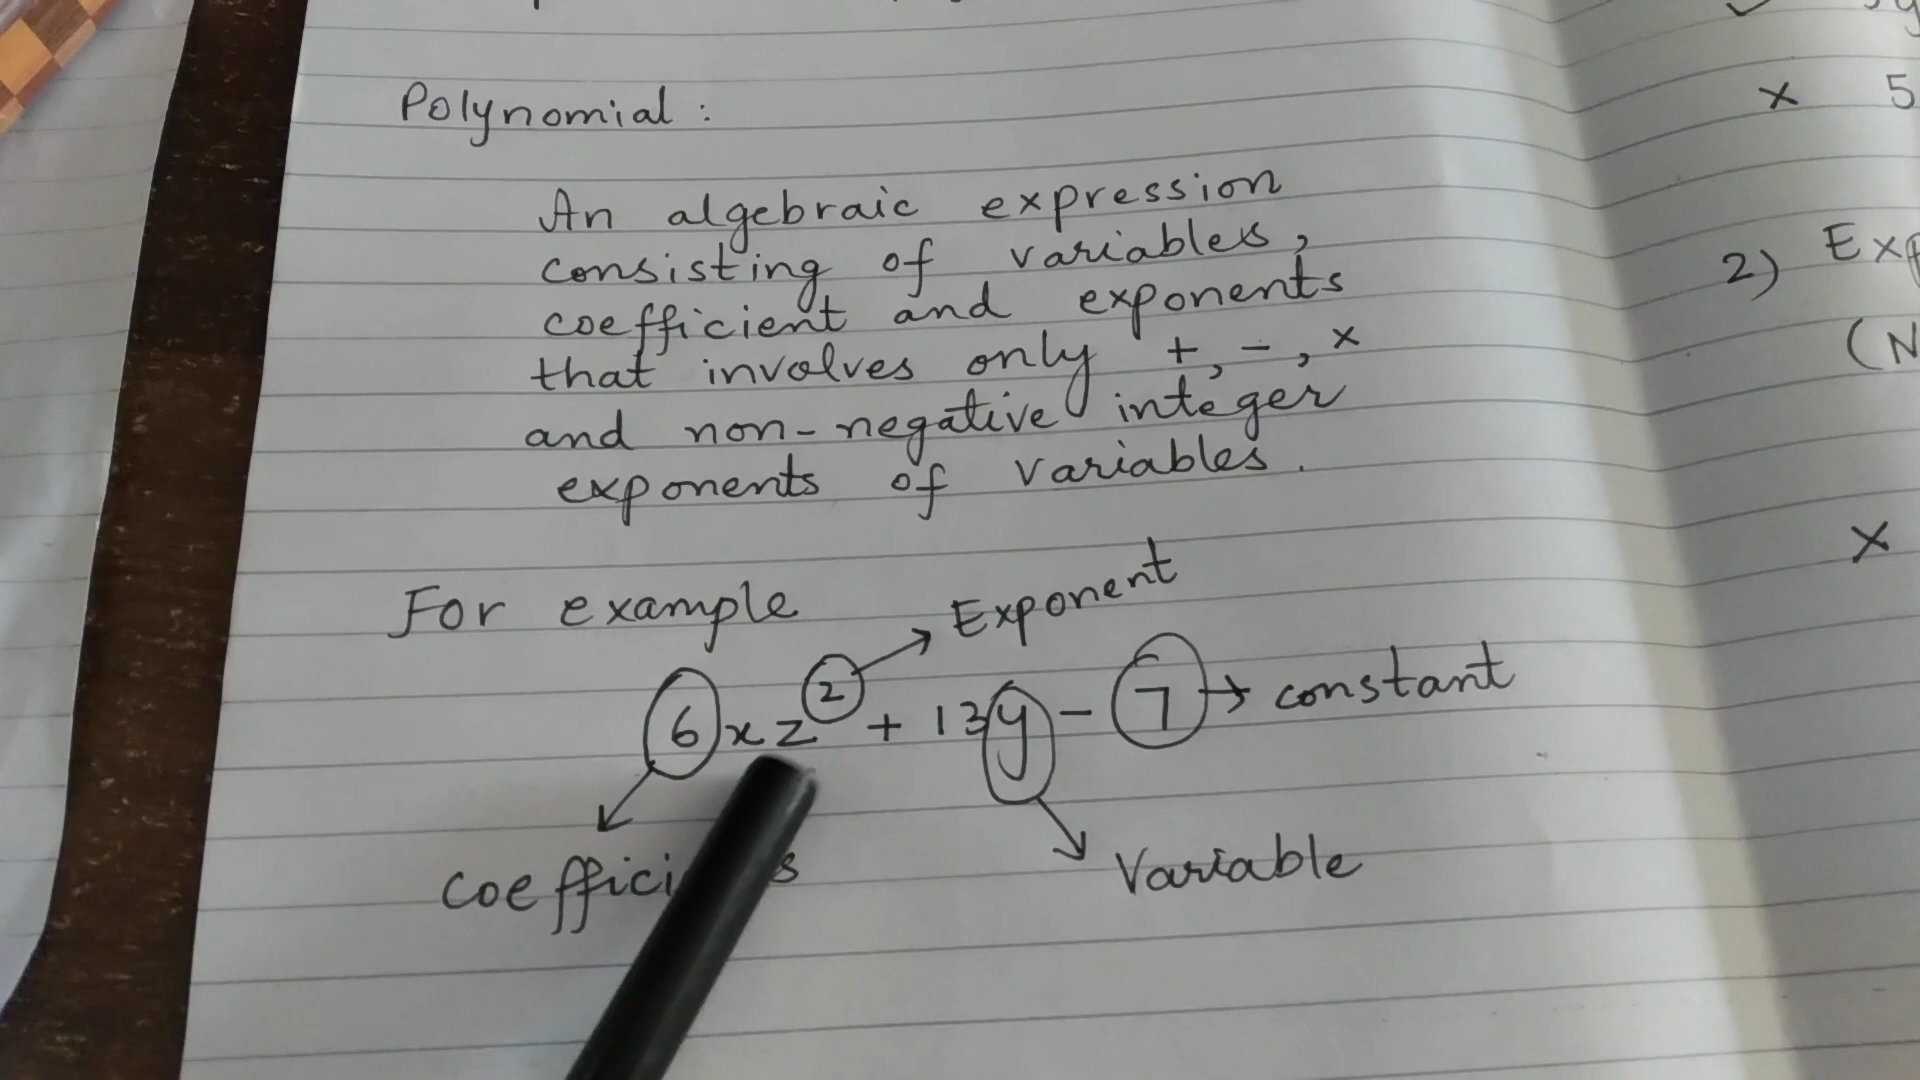 Polynomial :
An algebraic expression
consisting of variables,
coefficient and exponents
that involves only +, -, ×
and non-negative integer
exponents of variables.
For example
Exponent
6xz² + 13y - 7 → constant
Variable
× 5
2)
(N
×